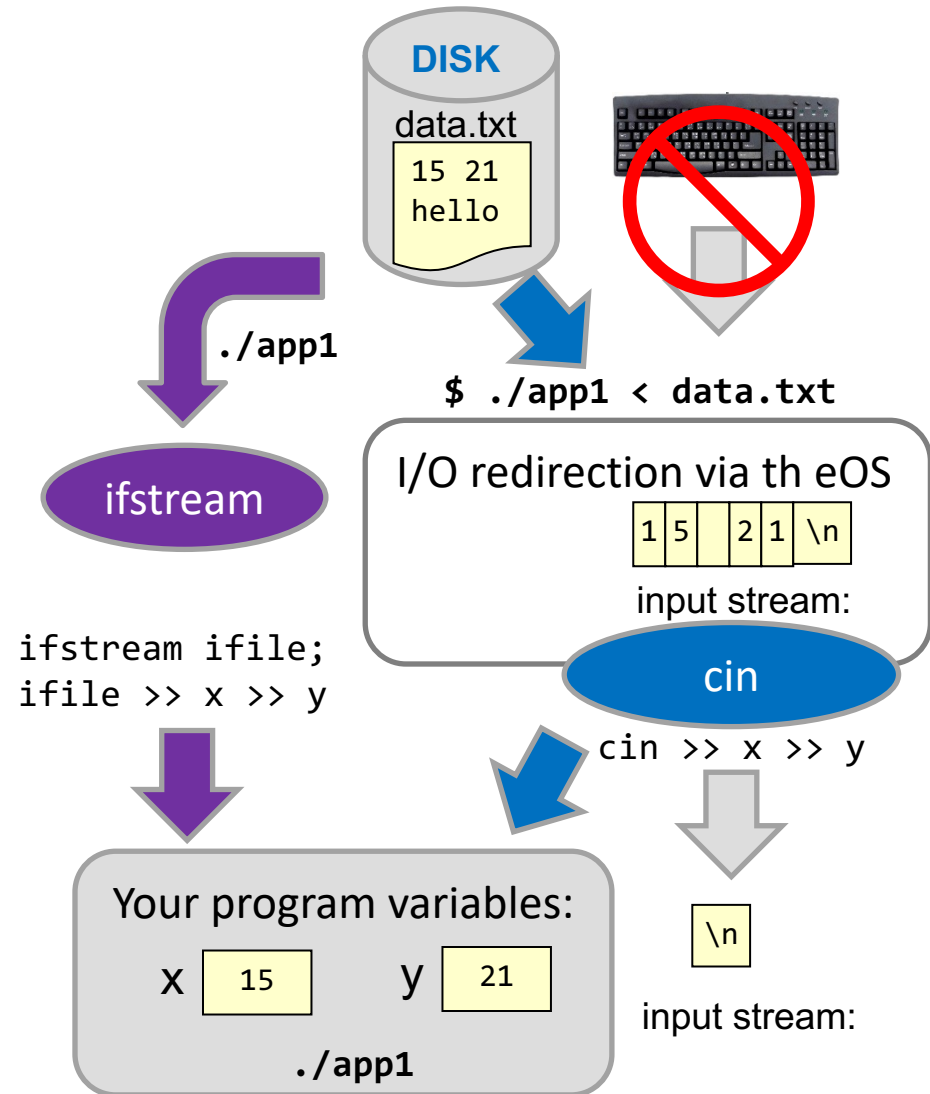 DISK
data.txt
15 21
hello
./app1
$ ./app1 < data.txt
ifstream
I/O redirection via th eOS
1 5 2 1 \n
input stream:
ifstream ifile;
ifile >> x >> y
cin
cin >> x >> y
Your program variables:
x 15 y 21
./app1
\n
input stream: